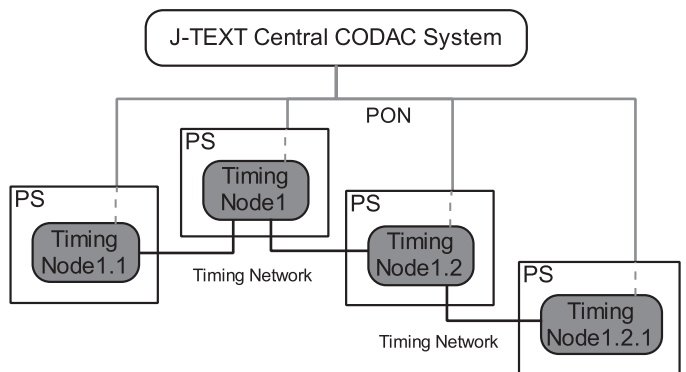 J-TEXT Central CODAC System
PON
PS
Timing
Node1
PS
Timing
Node1.1
PS
Timing
Node1.2
Timing Network
PS
Timing
Node1.2.1
Timing Network